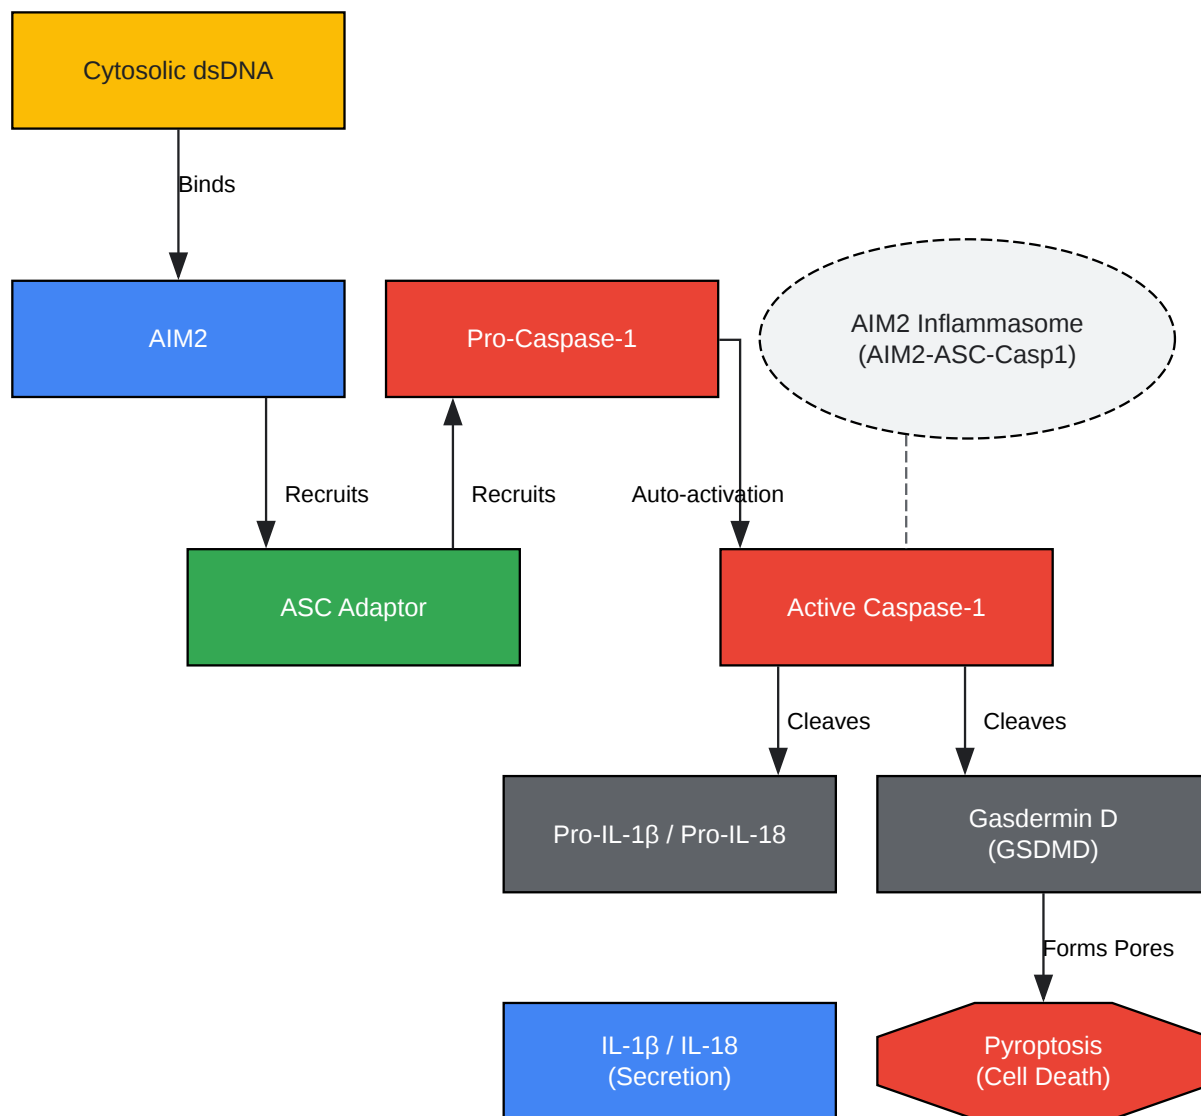 Cytosolic dsDNA
Binds
AIM2
Pro-Caspase-1
AIM2 Inflammasome
(AIM2-ASC-Casp1)
Recruits
Recruits
Auto-activation
ASC Adaptor
Active Caspase-1
Cleaves
Cleaves
Pro-IL-1β / Pro-IL-18
Gasdermin D
(GSDMD)
Forms Pores
IL-1β / IL-18
(Secretion)
Pyroptosis
(Cell Death)